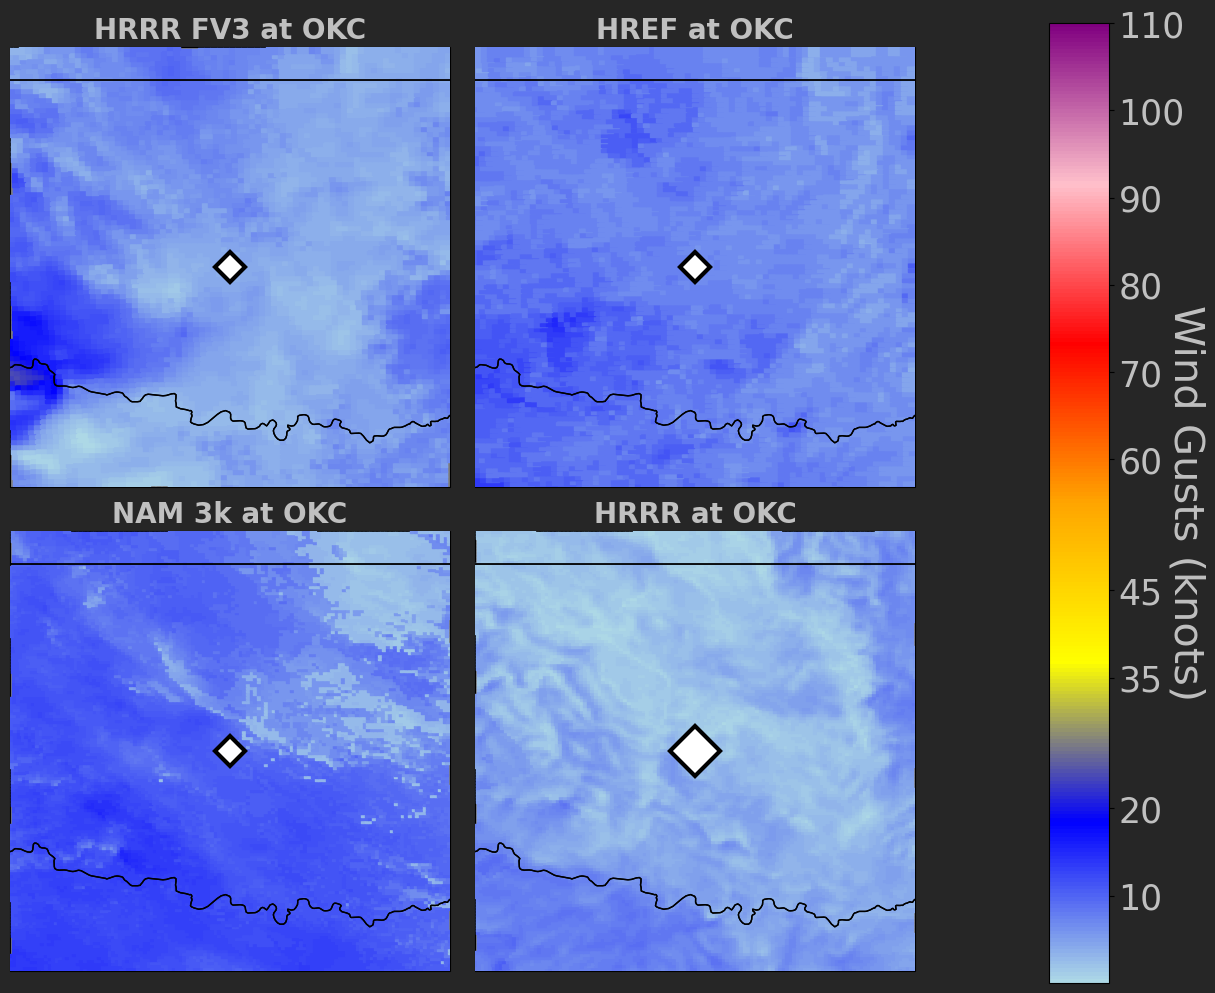 HRRR FV3 at OKC
HREF at OKC
NAM 3k at OKC
HRRR at OKC
110
100
90
80
70
60
45
35
20
10
Wind Gusts (knots)